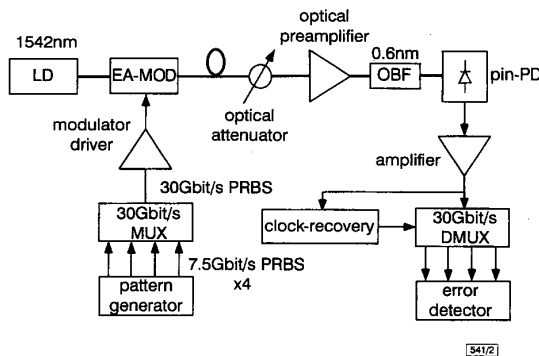 1542nm
LD
EA-MOD
optical
preamplifier
0.6nm
OBF
pin-PD
optical
attenuator
modulator
driver
amplifier
30Gbit/s PRBS
30Gbit/s
MUX
clock-recovery
30Gbit/s
DMUX
7.5Gbit/s PRBS
x4
pattern
generator
error
detector
541/2